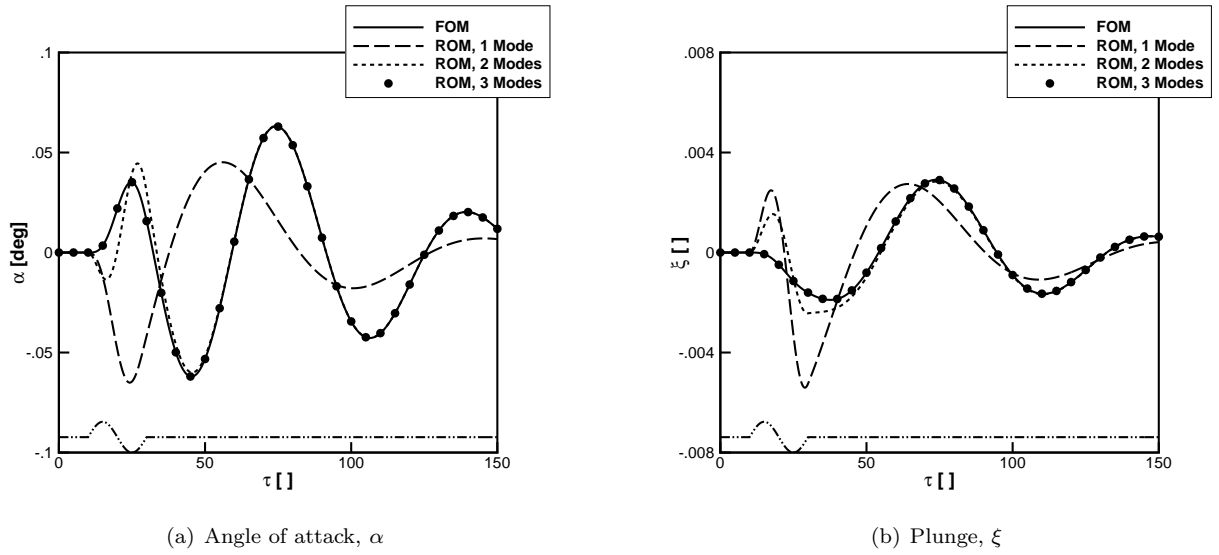 FOM
ROM, 1 Mode
ROM, 2 Modes
ROM, 3 Modes
.1
.05
0
-.05
-.1
α [deg]
0
50
100
150
τ [ ]
(a) Angle of attack, α
FOM
ROM, 1 Mode
ROM, 2 Modes
ROM, 3 Modes
.008
.004
0
-.004
-.008
ξ [ ]
0
50
100
150
τ [ ]
(b) Plunge, ξ